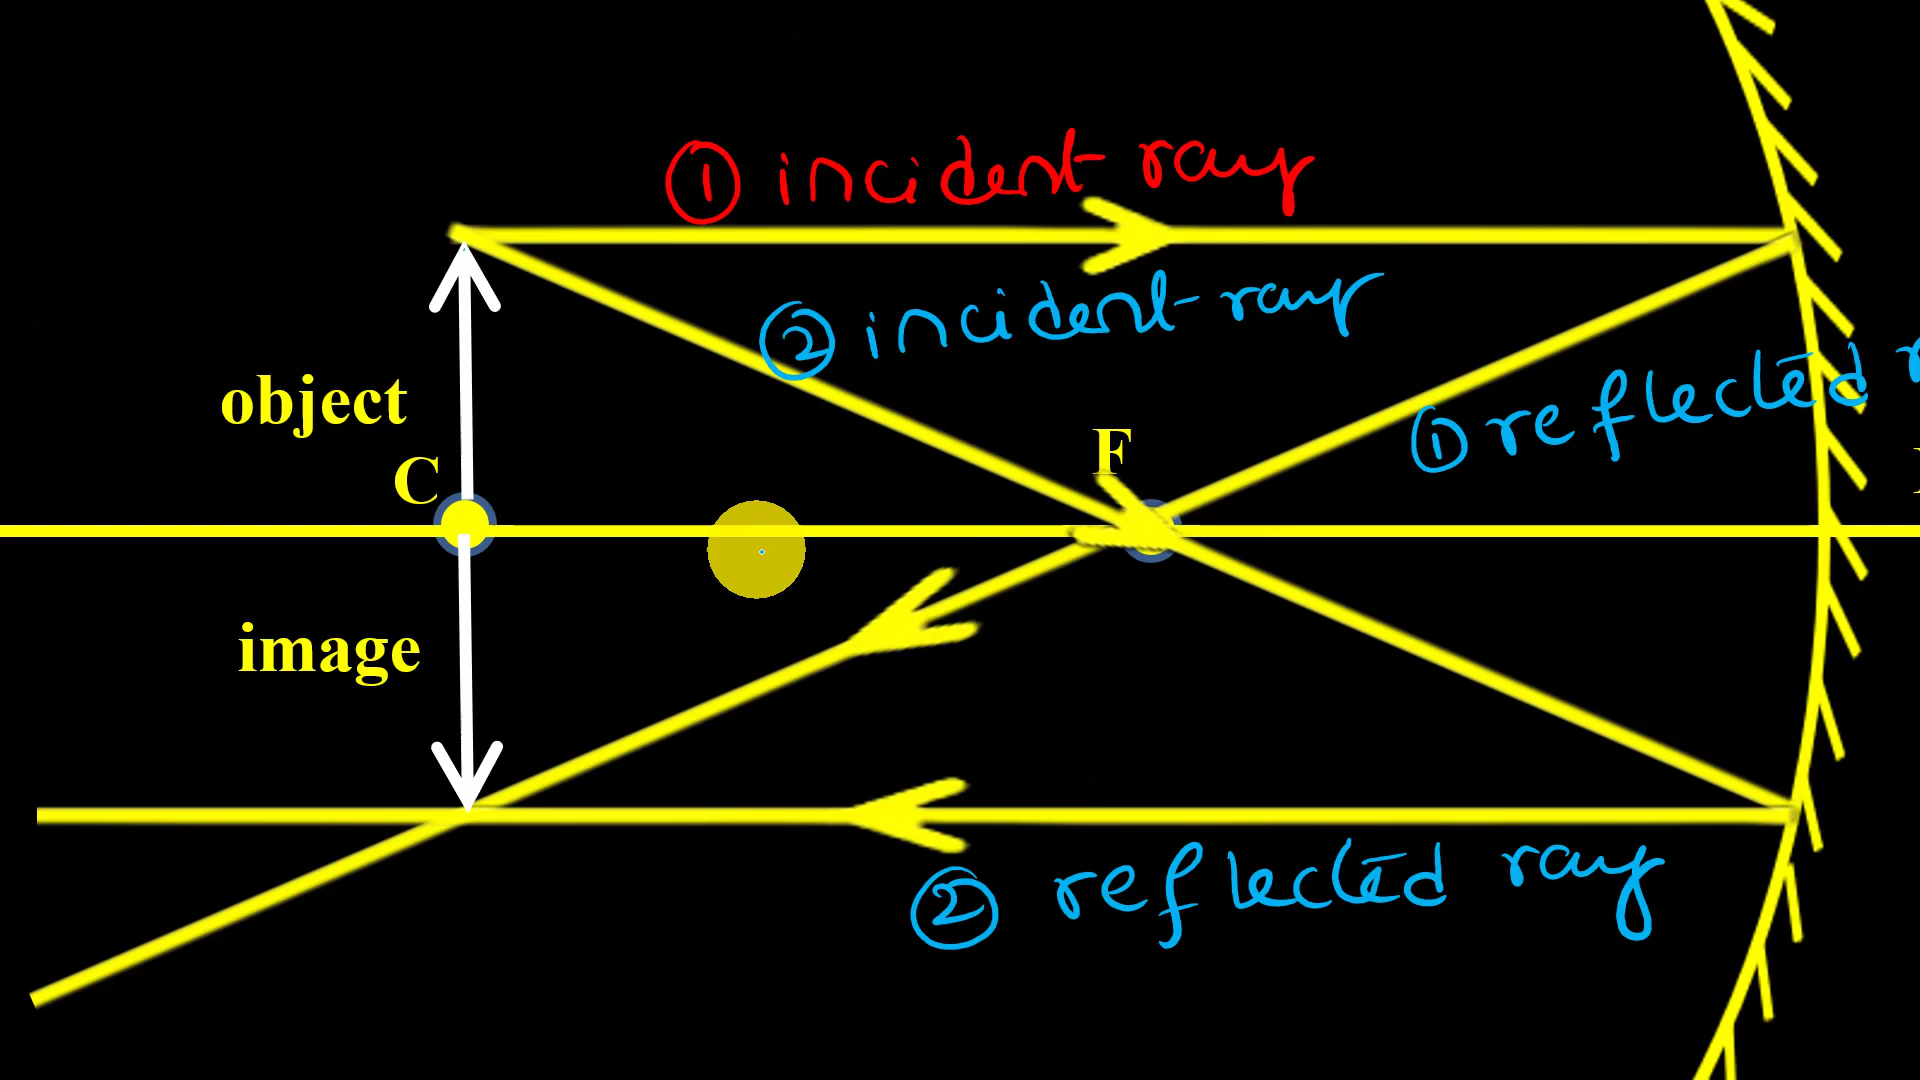 ① incident ray
② incident ray
object
F
① reflected
C
image
② reflected ray